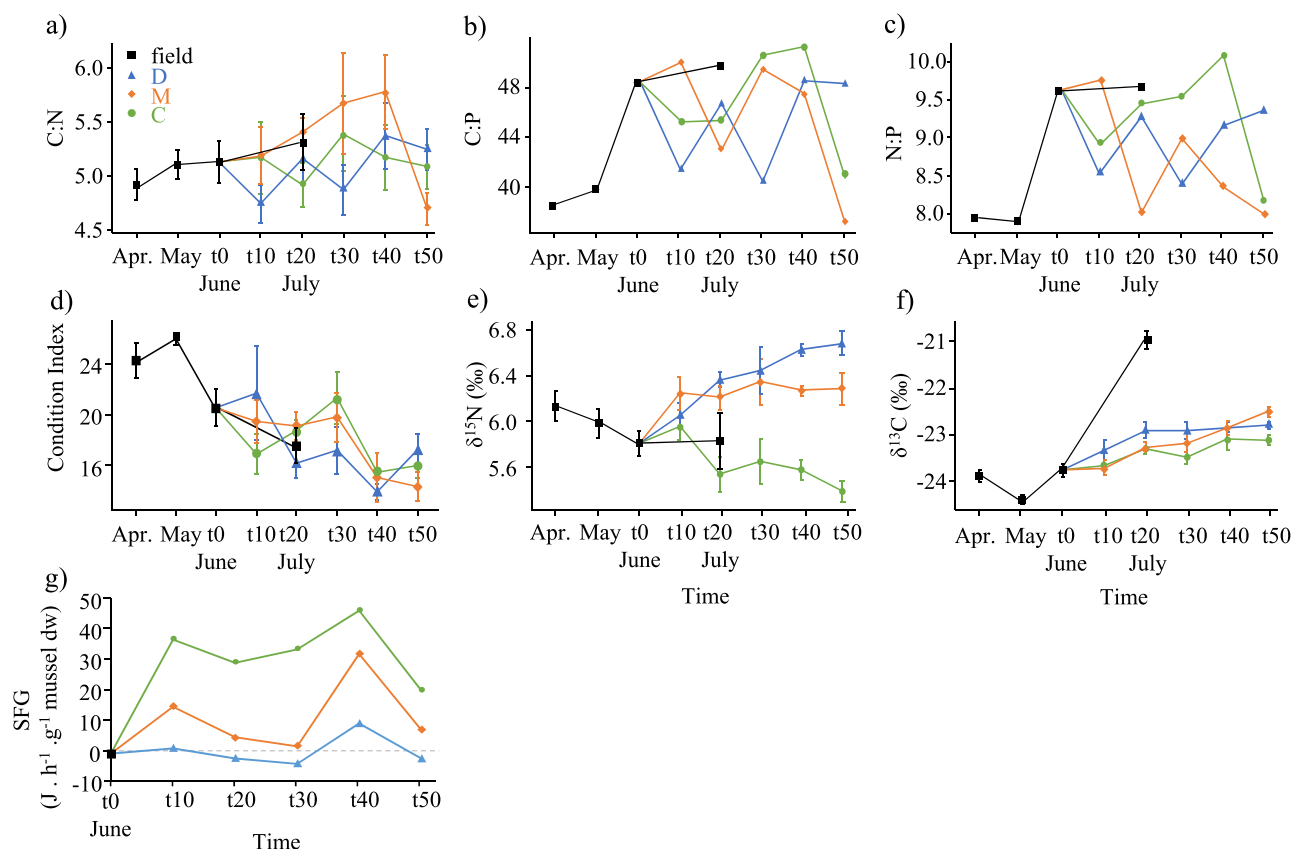 a)
6.0
5.5
5.0
4.5
C:N
field
D
M
C
Apr. May t0 t10 t20 t30 t40 t50
June July
b)
48
44
40
C:P
Apr. May t0 t10 t20 t30 t40 t50
June July
c)
10.0
9.5
9.0
8.5
8.0
N:P
Apr. May t0 t10 t20 t30 t40 t50
June July
d)
24
20
16
Condition Index
Apr. May t0 t10 t20 t30 t40 t50
June July
e)
6.8
6.4
6.0
5.6
δ¹⁵N (‰)
Apr. May t0 t10 t20 t30 t40 t50
June July
Time
f)
-21
-22
-23
-24
δ¹³C (‰)
Apr. May t0 t10 t20 t30 t40 t50
June July
Time
g)
50
40
30
20
10
0
-10
SFG
(J . h⁻¹ .g⁻¹ mussel dw)
t0 t10 t20 t30 t40 t50
June
Time